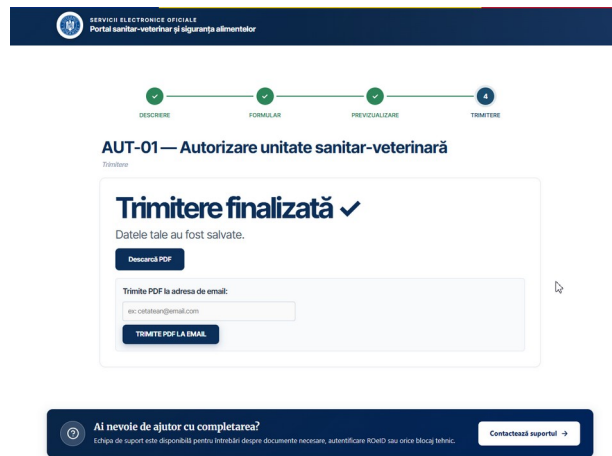 SERVICII ELECTRONICE OFICIALE
Portal sanitar-veterinar și siguranța alimentelor
4
DESCRIERE
FORMULAR
PREVIZUALIZARE
TRIMITERE
AUT-01 — Autorizare unitate sanitar-veterinară
Trimitere
Trimitere finalizată ✓
Datele tale au fost salvate.
Descarcă PDF
Trimite PDF la adresa de email:
ex: cetatean@email.com
TRIMITE PDF LA EMAIL
Ai nevoie de ajutor cu completarea?
Echipa de suport este disponibilă pentru întrebări despre documente necesare, autentificare ROeID sau orice blocaj tehnic.
Contactează suportul →